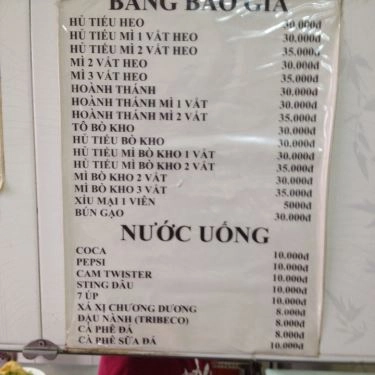 BẢNG BÁO GIÁ
HỦ TIẾU HEO 30.000đ
HỦ TIẾU MÌ 1 VẮT HEO 30.000đ
HỦ TIẾU MÌ 2 VẮT HEO 35.000đ
MÌ 2 VẮT HEO 30.000đ
MÌ 3 VẮT HEO 35.000đ
HOÀNH THÁNH 30.000đ
HOÀNH THÁNH MÌ 1 VẮT 30.000đ
HOÀNH THÁNH MÌ 2 VẮT 35.000đ
TÔ BÒ KHO 30.000đ
HỦ TIẾU BÒ KHO 30.000đ
HỦ TIẾU MÌ BÒ KHO 1 VẮT 30.000đ
HỦ TIẾU MÌ BÒ KHO 2 VẮT 35.000đ
MÌ BÒ KHO 2 VẮT 30.000đ
MÌ BÒ KHO 3 VẮT 35.000đ
XÍU MẠI 1 VIÊN 5000đ
BÚN GẠO 30.000đ
NƯỚC UỐNG
COCA 10.000đ
PEPSI 10.000đ
CAM TWISTER 10.000đ
STING DÂU 10.000đ
7 ÚP 10.000đ
XÁ XỊ CHƯƠNG DƯƠNG 8.000đ
ĐẬU NÀNH (TRIBECO) 8.000đ
CÀ PHÊ ĐÁ 8.000đ
CÀ PHÊ SỮA ĐÁ 10.000đ